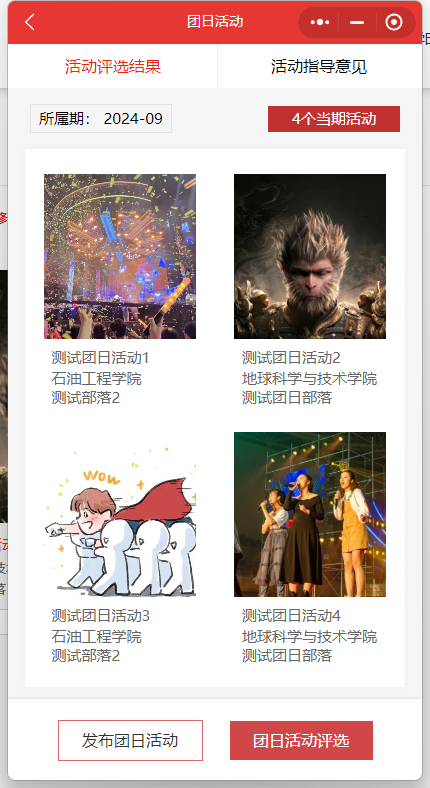 团日活动
活动评选结果
活动指导意见
所属期： 2024-09
4个当期活动
WOW
测试团日活动1
石油工程学院
测试部落2
测试团日活动2
地球科学与技术学院
测试团日部落
测试团日活动3
石油工程学院
测试部落2
测试团日活动4
地球科学与技术学院
测试团日部落
发布团日活动
团日活动评选